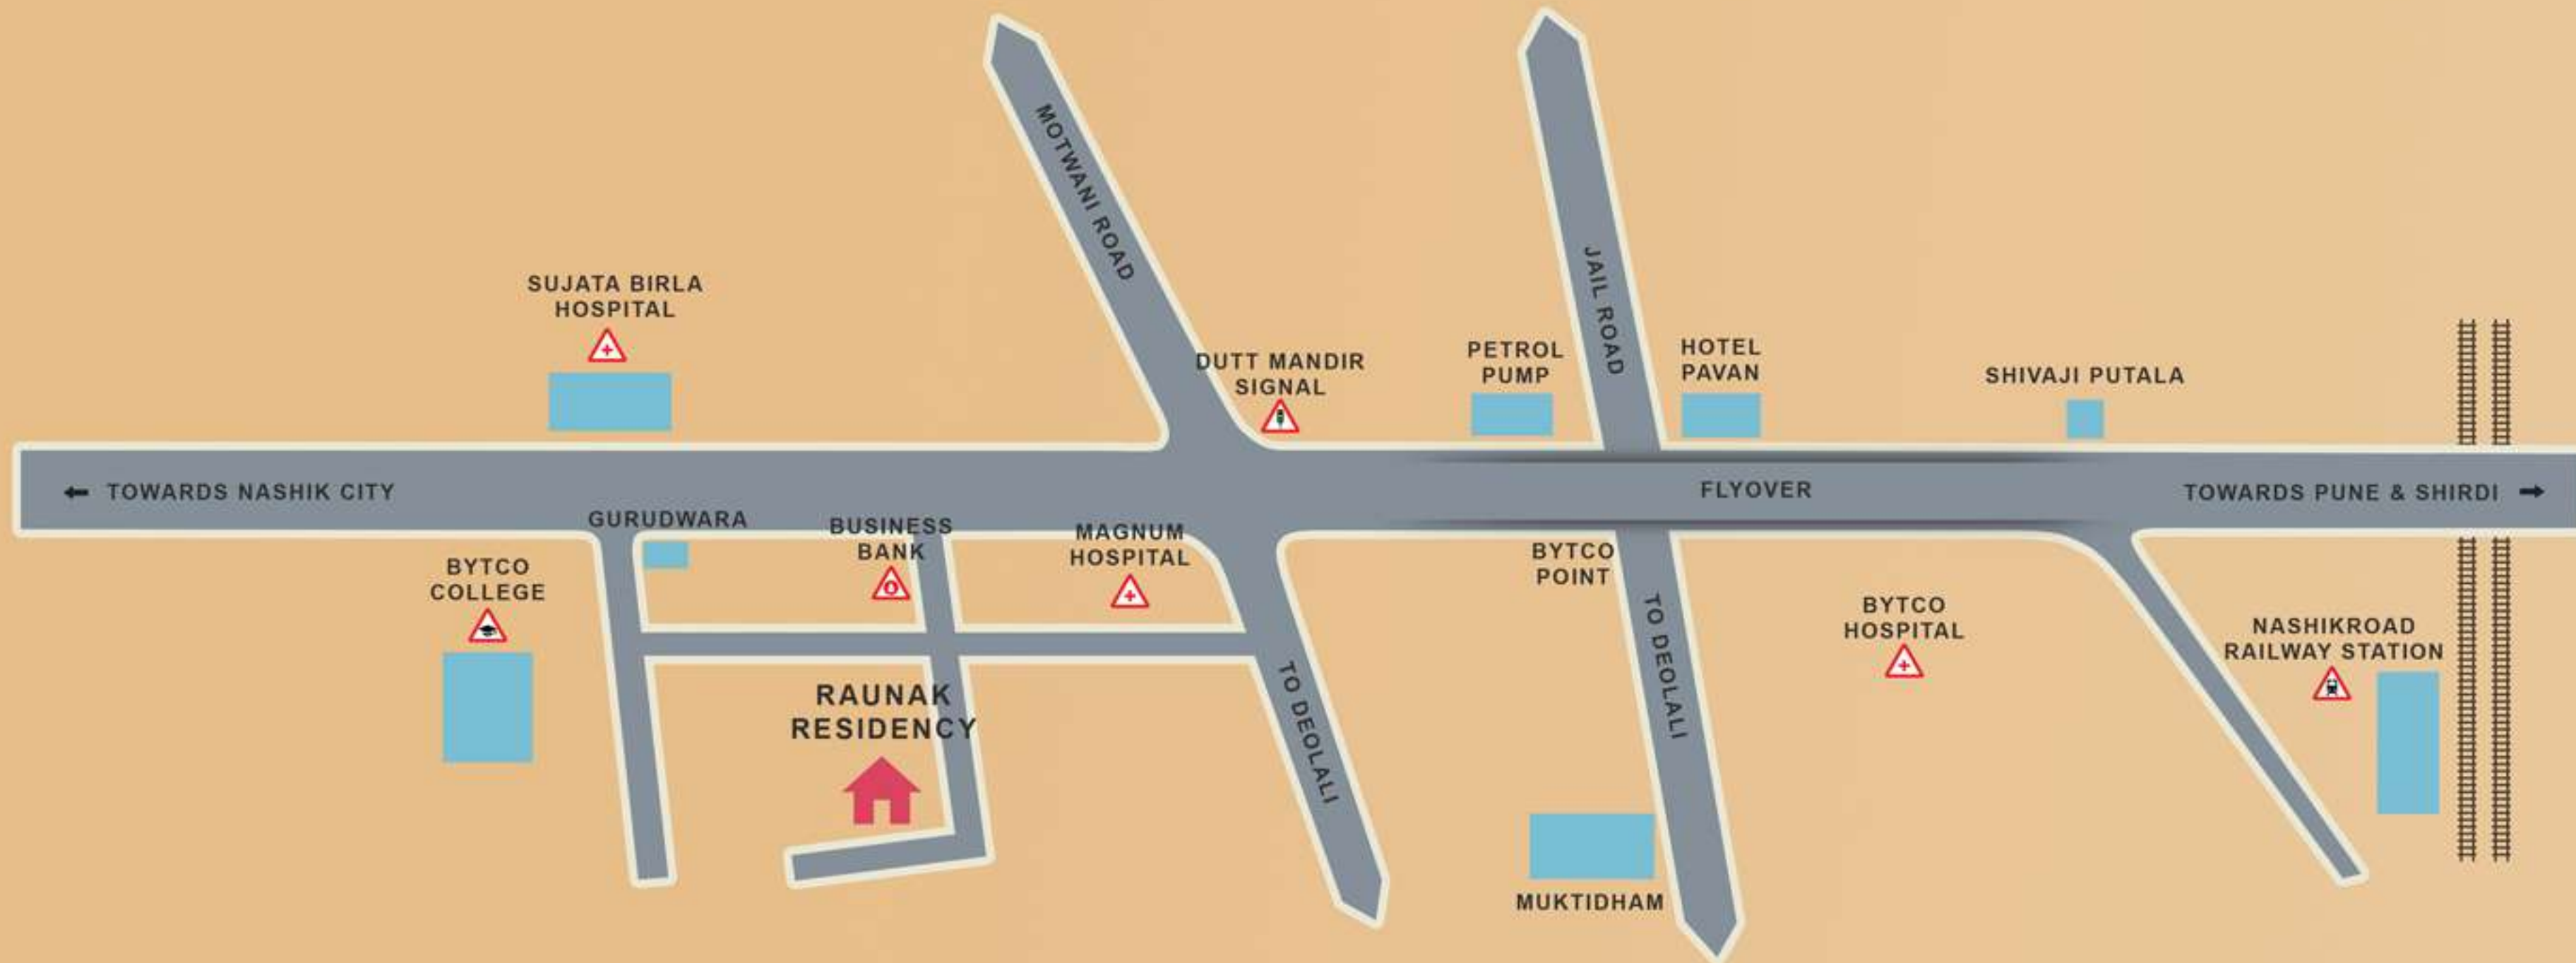 MOTWANI ROAD
JAIL ROAD
SUJATA BIRLA
HOSPITAL
DUTT MANDIR
SIGNAL
PETROL
PUMP
HOTEL
PAVAN
SHIVAJI PUTALA
TOWARDS NASHIK CITY
FLYOVER
TOWARDS PUNE & SHIRDI
GURUDWARA
BUSINESS
BANK
MAGNUM
HOSPITAL
BYTCO
POINT
BYTCO
COLLEGE
BYTCO
HOSPITAL
NASHIKROAD
RAILWAY STATION
RAUNAK
RESIDENCY
TO DEOLALI
TO DEOLALI
MUKTIDHAM